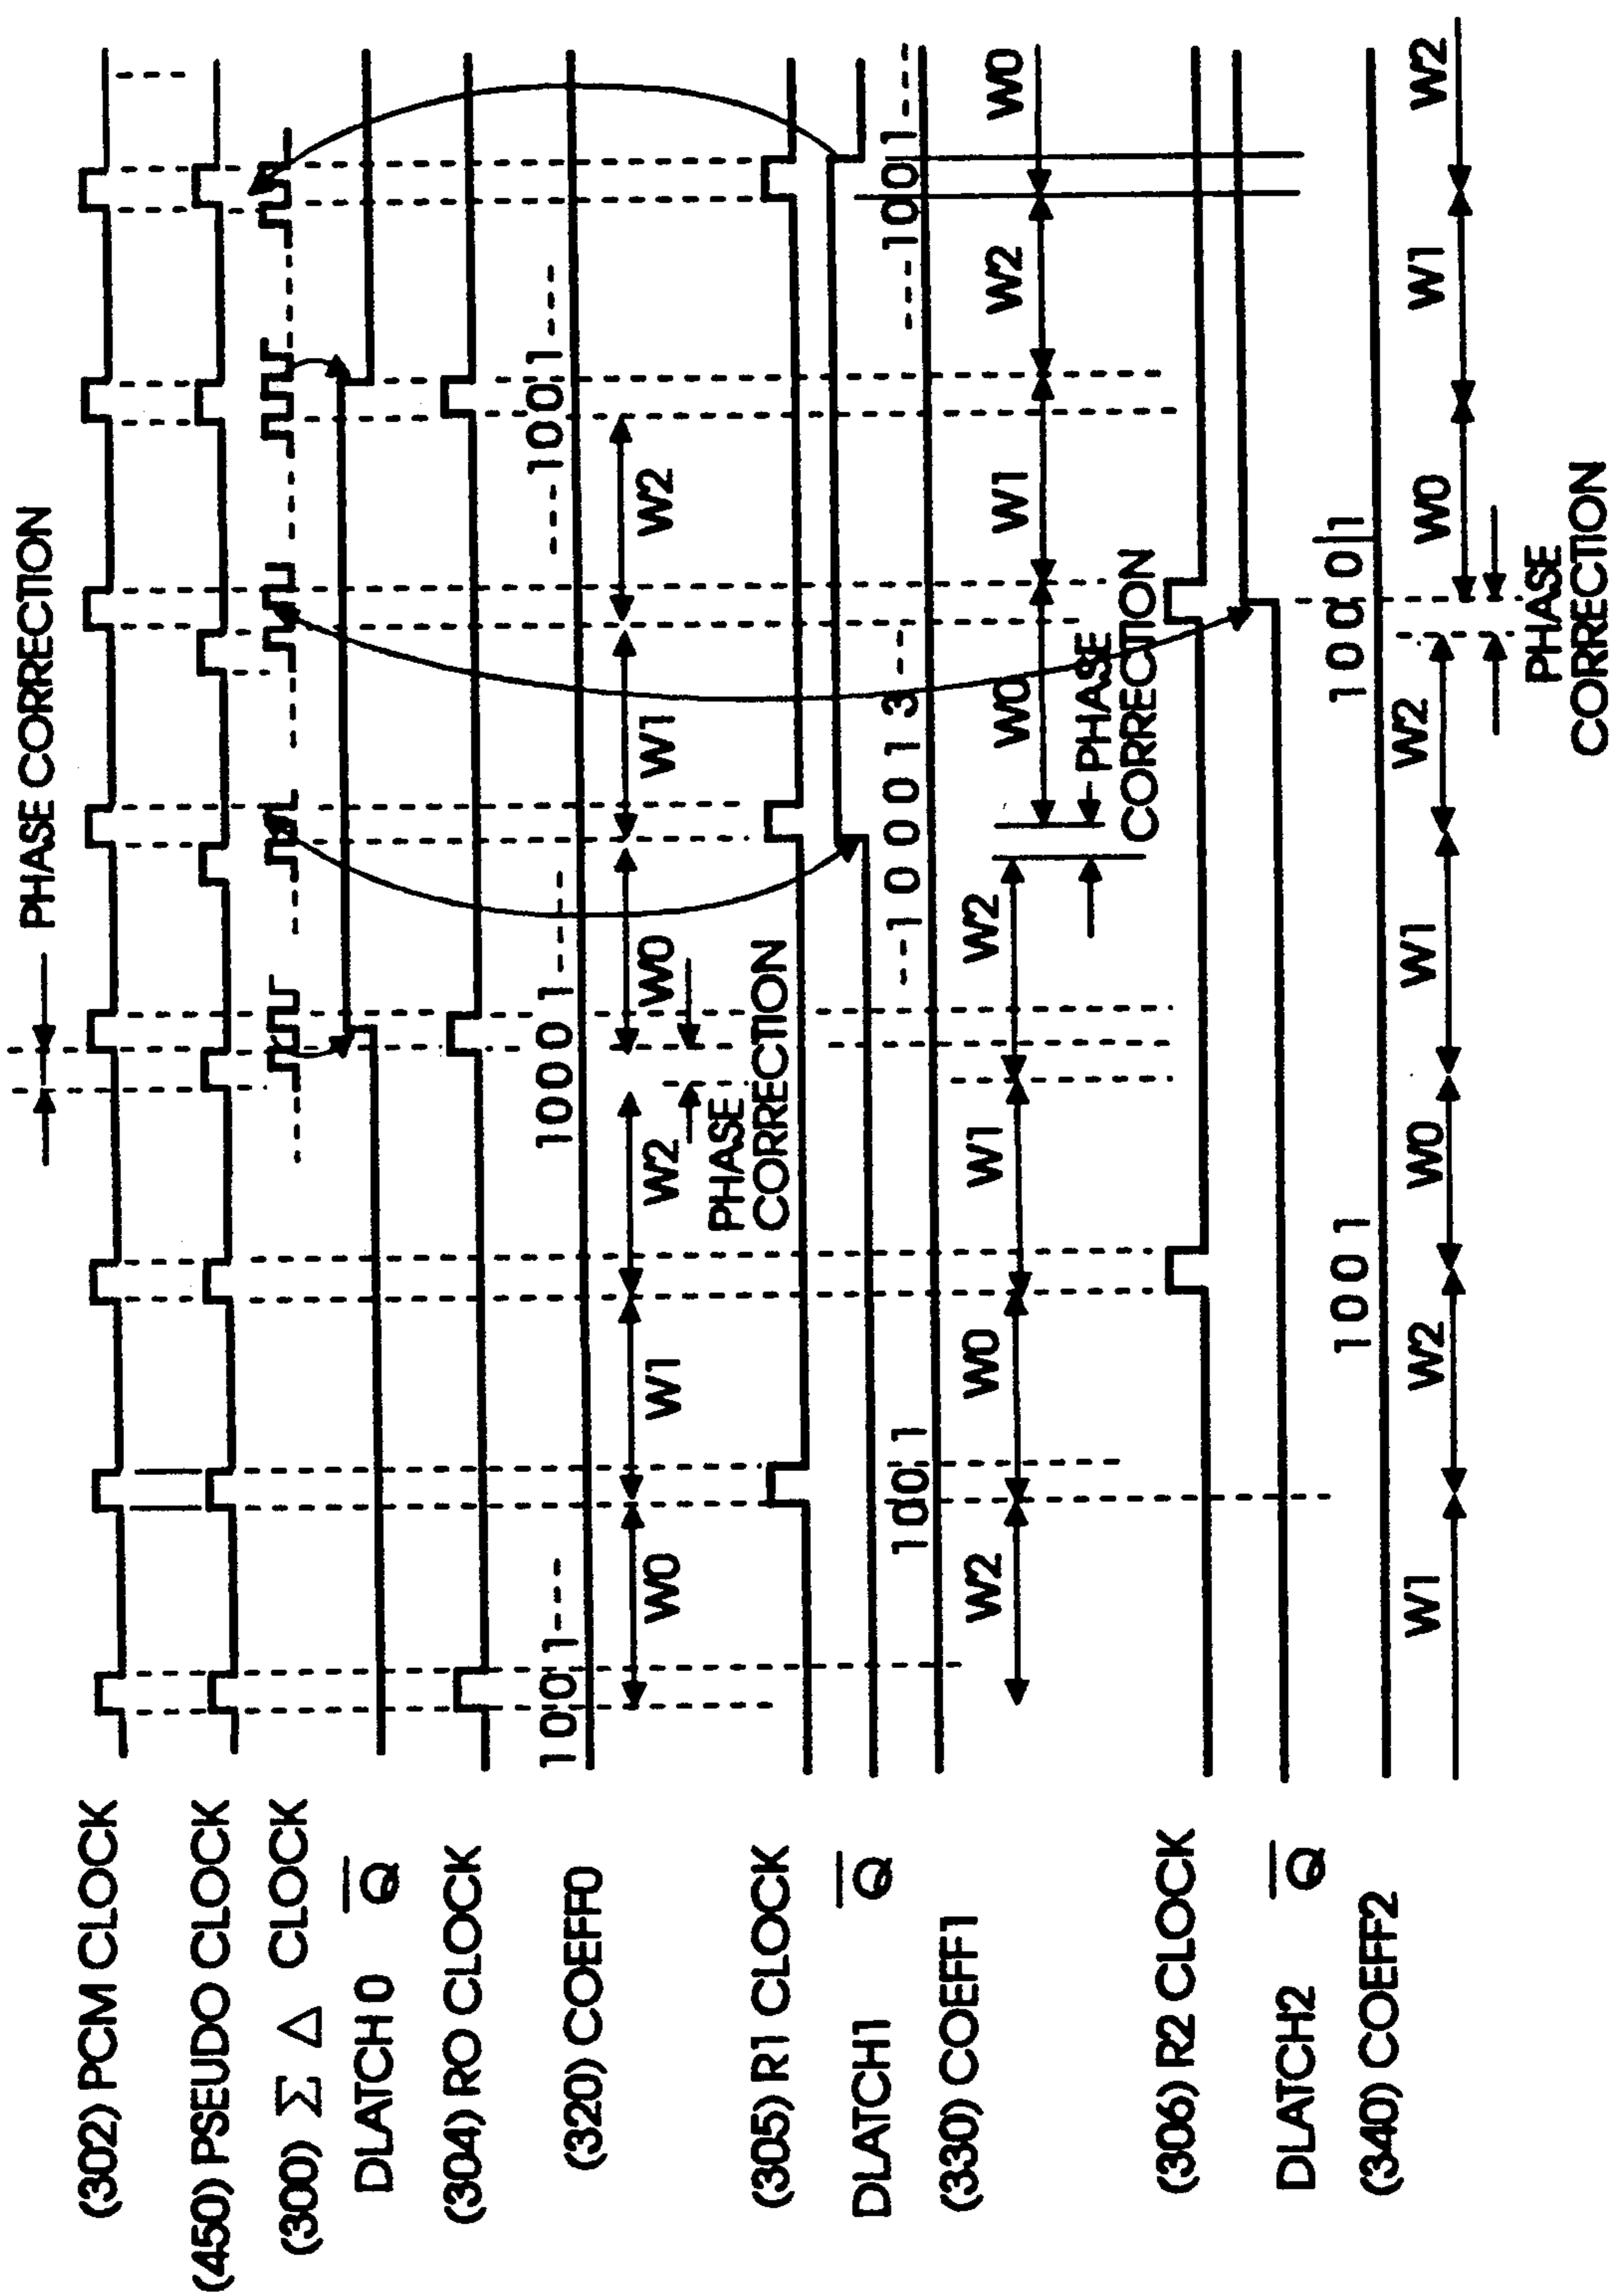 PHASE CORRECTION
(302) PCM CLOCK
(450) PSEUDO CLOCK
(300) Σ Δ CLOCK
DLATCH 0 Q̅
(304) RO CLOCK
1001--- 10001---- ---1001---
(320) COEFF0
W0 W1 W2 W0 W1 W2
PHASE
CORRECTION
(305) R1 CLOCK
DLATCH1 Q̅
1001 --100013-- ---1001----
(330) COEFF1
W2 W0 W1 W2 W0 W1 W2 W0
PHASE
CORRECTION
(306) R2 CLOCK
DLATCH2 Q̅
1001 10001
(340) COEFF2
W1 W2 W0 W1 W2 W0 W1 W2
PHASE
CORRECTION